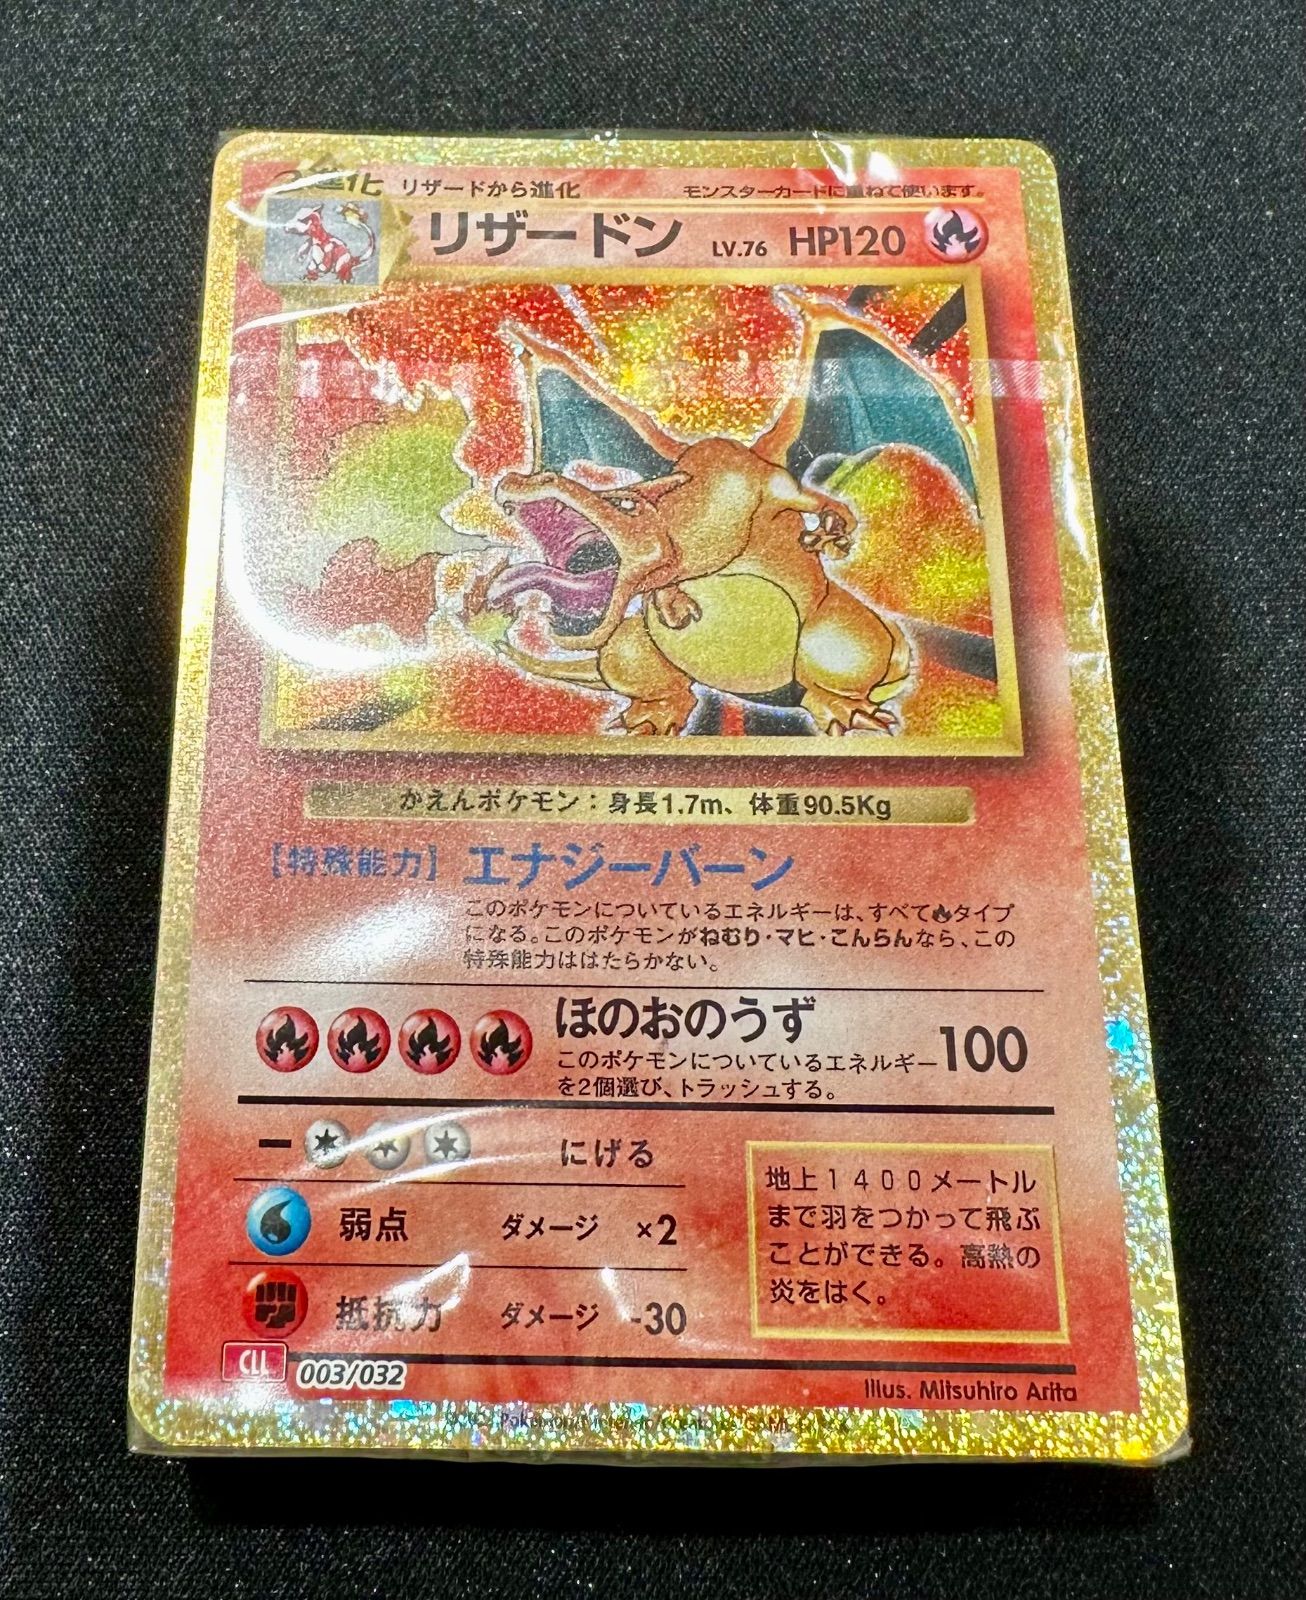 進化 リザードから進化 モンスターカードに重ねて使います。
リザードン LV.76 HP120
かえんポケモン：身長1.7m、体重90.5Kg
【特殊能力】エナジーバーン
このポケモンについているエネルギーは、すべてタイプ
になる。このポケモンがねむり・マヒ・こんらんなら、この
特殊能力ははたらかない。
ほのおのうず 100
このポケモンについているエネルギー
を2個選び、トラッシュする。
にげる
弱点 ダメージ ×2
抵抗力 ダメージ -30
地上１４００メートル
まで羽をつかって飛ぶ
ことができる。高熱の
炎をはく。
CLL 003/032
Illus. Mitsuhiro Arita